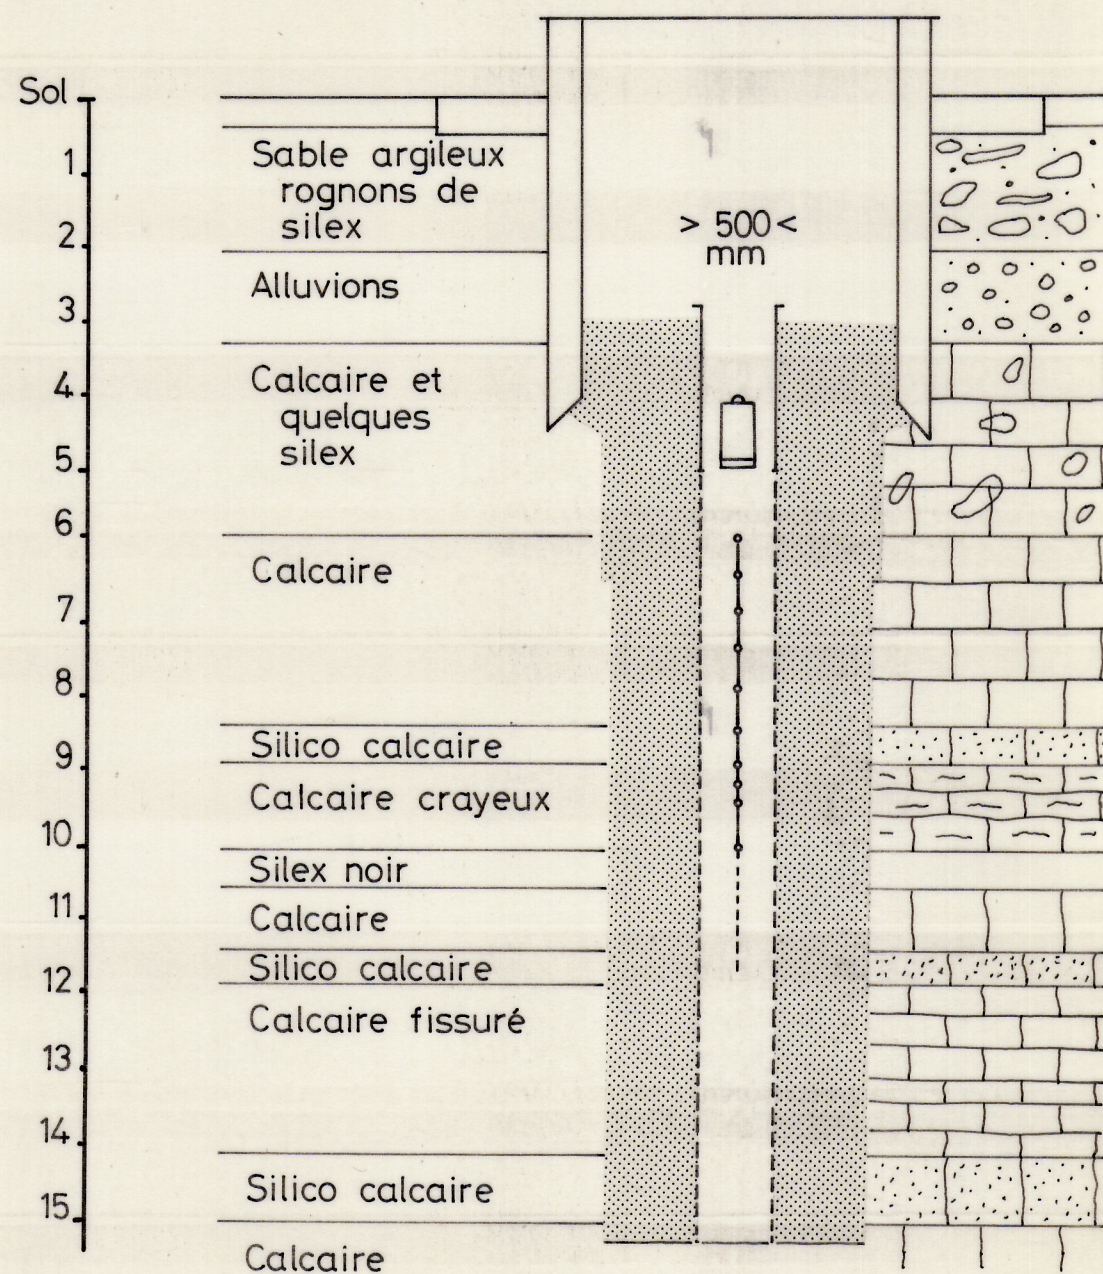 Sol
1
2
3
4
5
6
7
8
9
10
11
12
13
14
15
Sable argileux
rognons de
silex
Alluvions
Calcaire et
quelques
silex
Calcaire
Silico calcaire
Calcaire crayeux
Silex noir
Calcaire
Silico calcaire
Calcaire fissuré
Silico calcaire
Calcaire
> 500 <
mm